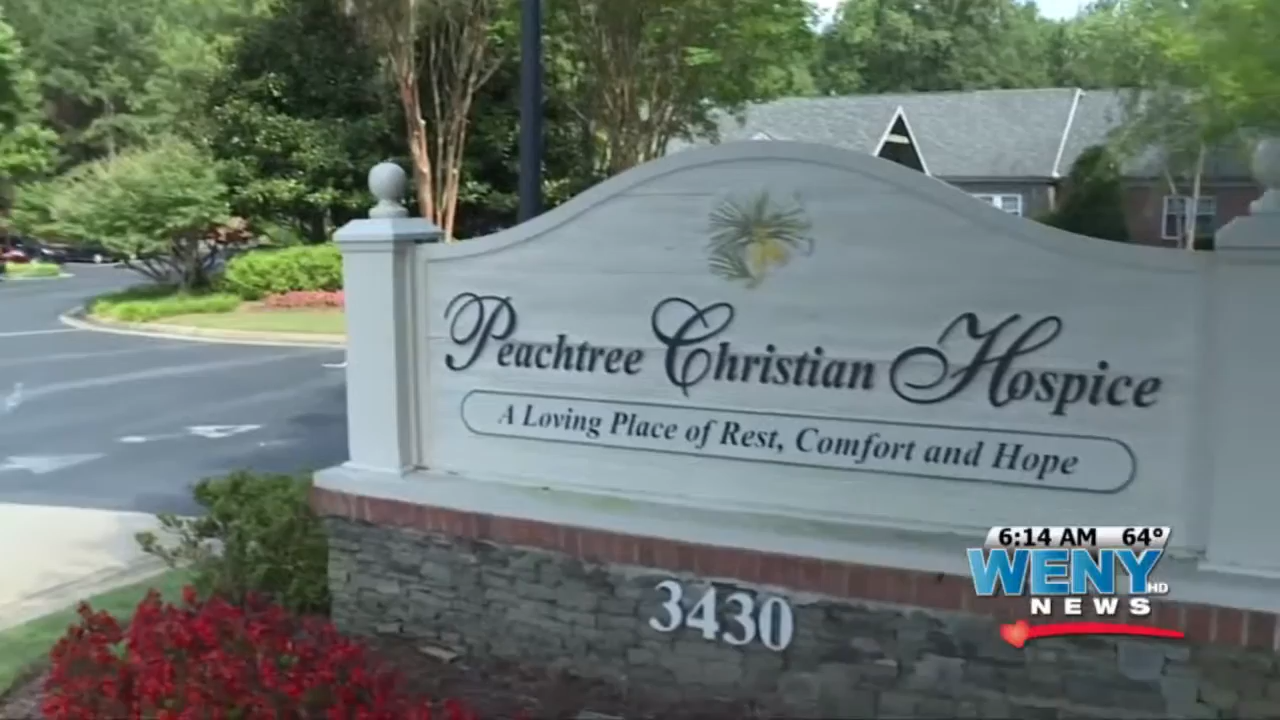 Peachtree Christian Hospice
A Loving Place of Rest, Comfort and Hope
3430
6:14 AM 64°
WENY HD
NEWS